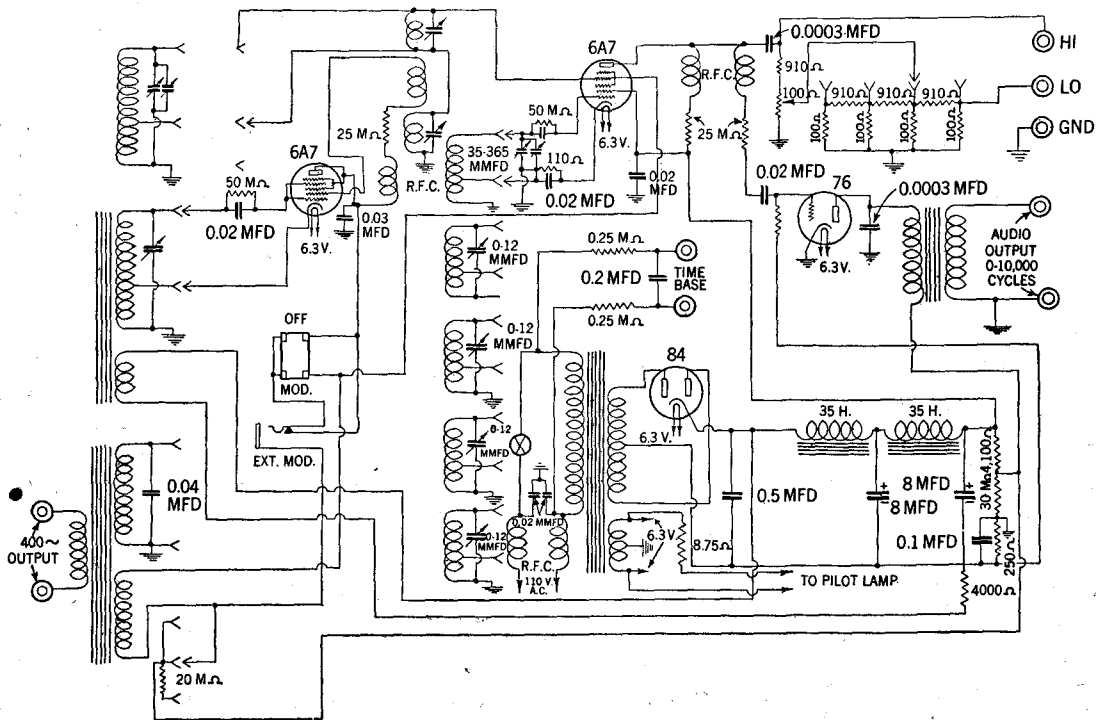 0.0003 MFD
HI
6A7
R.F.C.
910Ω
100Ω
910Ω
910Ω
910Ω
LO
50 MΩ
25 MΩ
6.3 V.
25 MΩ
100Ω
100Ω
100Ω
100Ω
GND
6A7
35-365
MMFD
110Ω
R.F.C.
0.02
MFD
0.02 MFD
50 MΩ
0.02 MFD
76
0.0003 MFD
0.02 MFD
0.03
MFD
6.3 V.
6.3 V.
AUDIO
OUTPUT
0-10,000
CYCLES
0-12
MMFD
0.25 MΩ
0.2 MFD
TIME
BASE
0.25 MΩ
OFF
MOD.
0-12
MMFD
84
35 H.
35 H.
EXT. MOD.
0-12
MMFD
6.3 V.
4,100Ω
0.04
MFD
0.5 MFD
8 MFD
8 MFD
30 MΩ
0.02 MMFD
0-12
MMFD
6.3 V.
8.75Ω
0.1 MFD
250Ω
400~
OUTPUT
R.F.C.
110 V.
A.C.
TO PILOT LAMP
4000Ω
20 MΩ